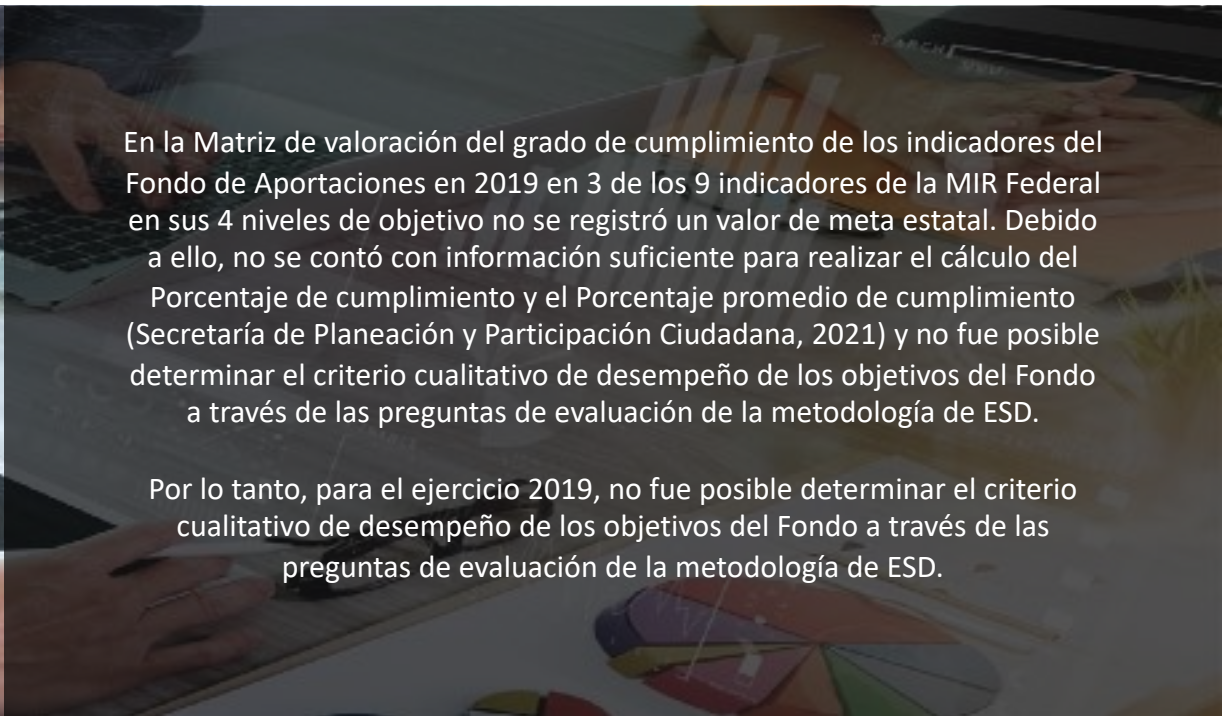 SEARCH
En la Matriz de valoración del grado de cumplimiento de los indicadores del
Fondo de Aportaciones en 2019 en 3 de los 9 indicadores de la MIR Federal
en sus 4 niveles de objetivo no se registró un valor de meta estatal. Debido
a ello, no se contó con información suficiente para realizar el cálculo del
Porcentaje de cumplimiento y el Porcentaje promedio de cumplimiento
(Secretaría de Planeación y Participación Ciudadana, 2021) y no fue posible
determinar el criterio cualitativo de desempeño de los objetivos del Fondo
a través de las preguntas de evaluación de la metodología de ESD.
Por lo tanto, para el ejercicio 2019, no fue posible determinar el criterio
cualitativo de desempeño de los objetivos del Fondo a través de las
preguntas de evaluación de la metodología de ESD.